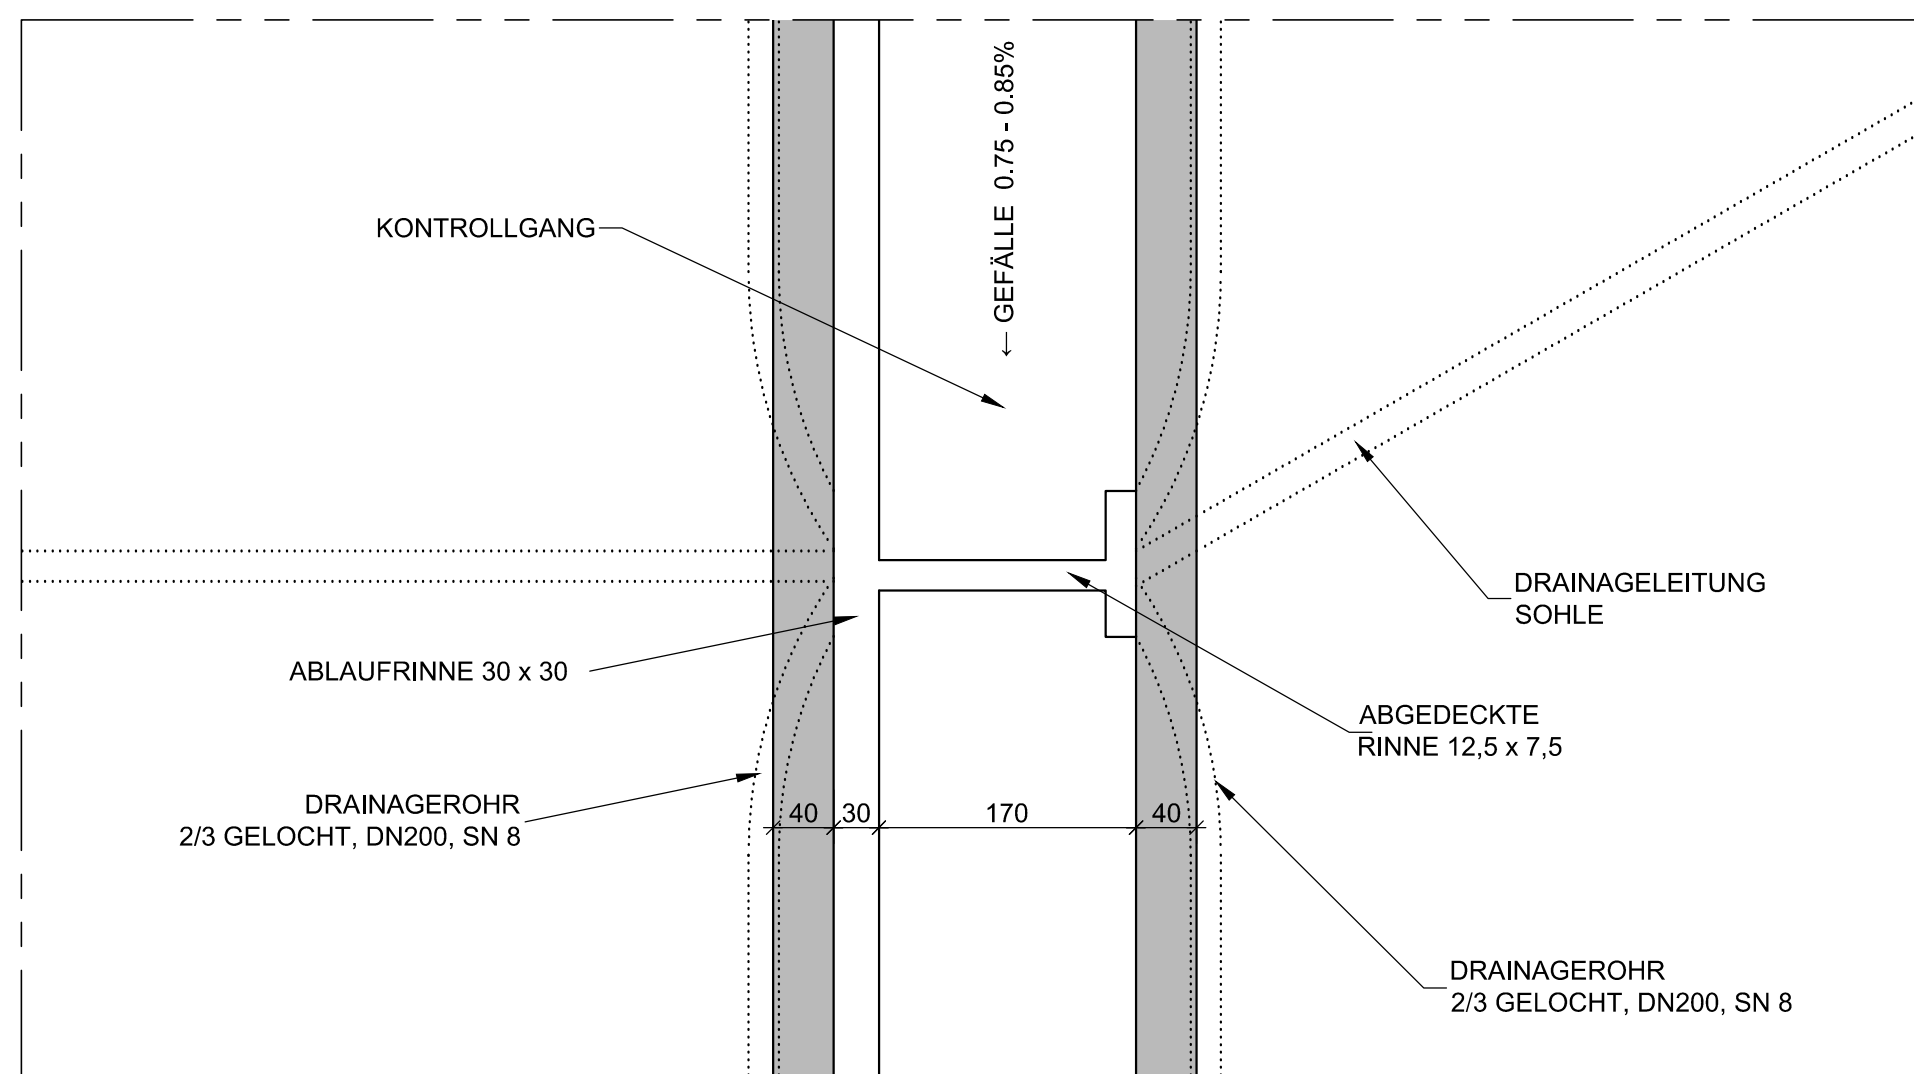 ← GEFÄLLE 0.75 - 0.85%
KONTROLLGANG
DRAINAGELEITUNG
SOHLE
ABLAUFRINNE 30 x 30
ABGEDECKTE
RINNE 12,5 x 7,5
DRAINAGEROHR
2/3 GELOCHT, DN200, SN 8
40 30 170 40
DRAINAGEROHR
2/3 GELOCHT, DN200, SN 8